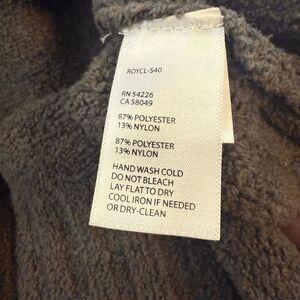 ROYCL-S40
RN 54226
CA 58049
87% POLYESTER
13% NYLON
87% POLYESTER
13% NYLON
HAND WASH COLD
DO NOT BLEACH
LAY FLAT TO DRY
COOL IRON IF NEEDED
OR DRY-CLEAN